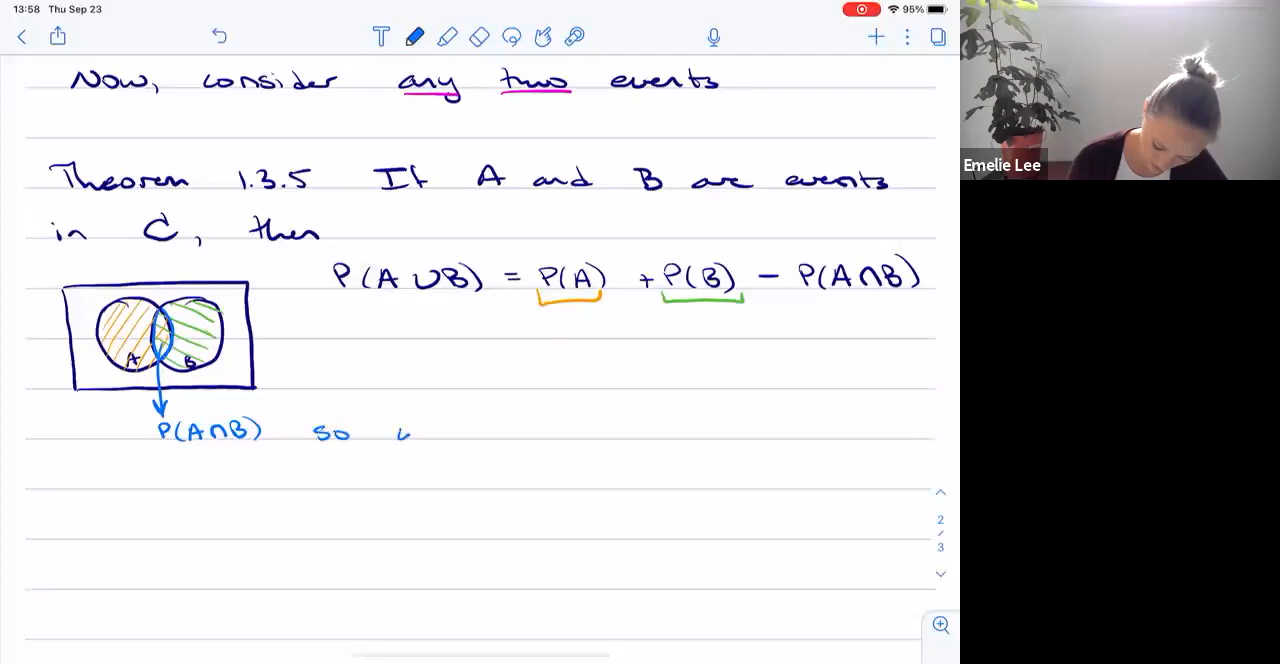 13:58 Thu Sep 23
95%
Now, consider any two events
Emelie Lee
Theorem 1.3.5 If A and B are events
in C, then
P(A ∪ B) = P(A) + P(B) - P(A∩B)
A B
P(A∩B) so
2
/
3